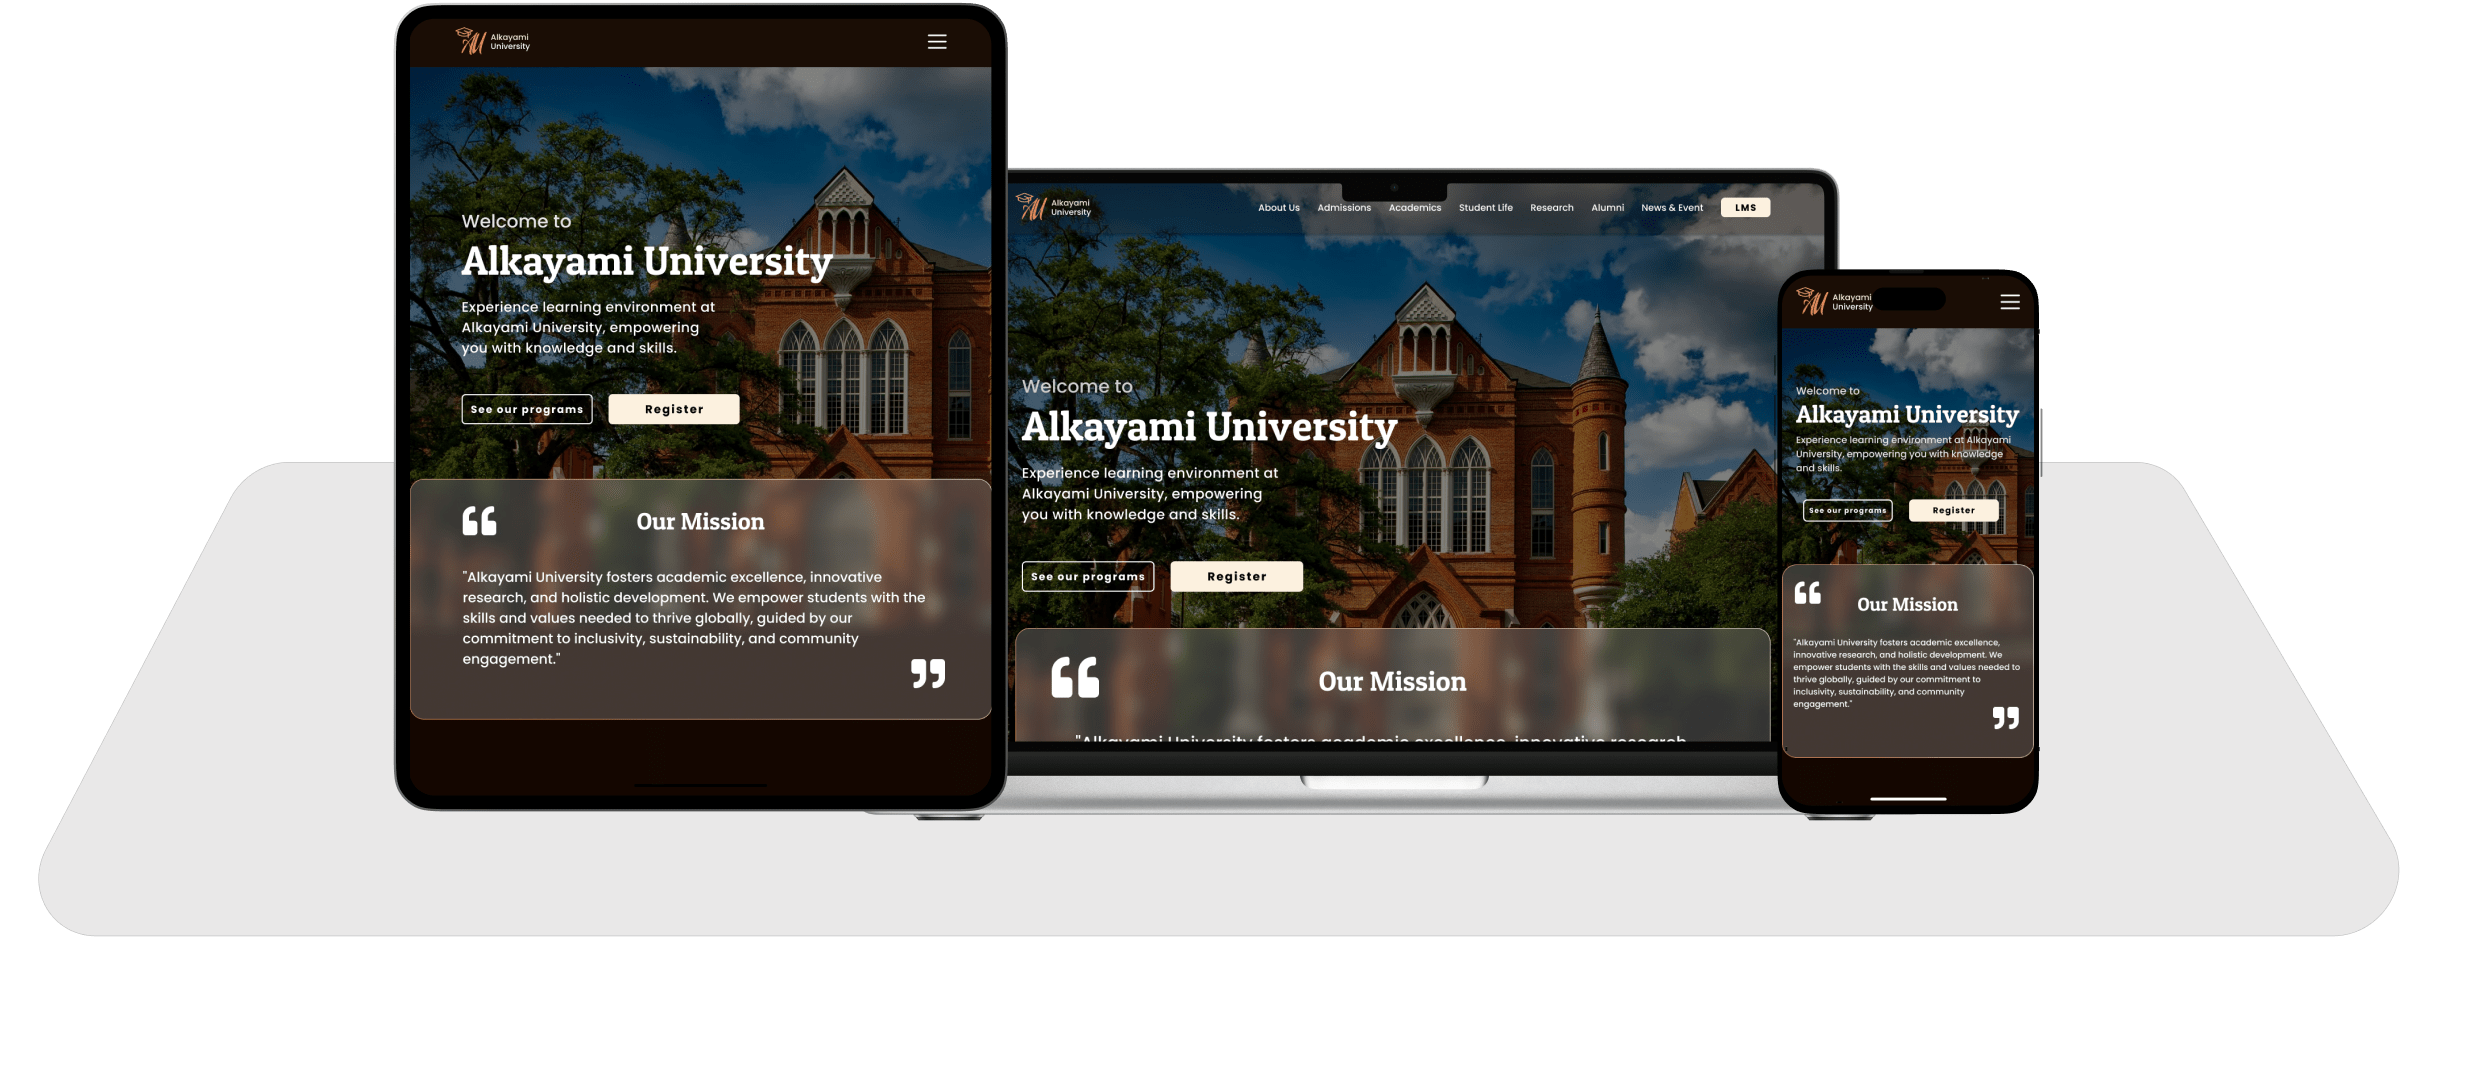 Alkayami
University
Welcome to
Alkayami University
Experience learning environment at
Alkayami University, empowering
you with knowledge and skills.
See our programs
Register
Our Mission
"Alkayami University fosters academic excellence, innovative
research, and holistic development. We empower students with the
skills and values needed to thrive globally, guided by our
commitment to inclusivity, sustainability, and community
engagement."
Alkayami
University
About Us Admissions Academics Student Life Research Alumni News & Event LMS
Welcome to
Alkayami University
Experience learning environment at
Alkayami University, empowering
you with knowledge and skills.
See our programs
Register
Our Mission
"Alkayami University fosters academic excellence, innovative research,
Alkayami
University
Welcome to
Alkayami University
Experience learning environment at Alkayami
University, empowering you with knowledge
and skills.
See our programs
Register
Our Mission
"Alkayami University fosters academic excellence,
innovative research, and holistic development. We
empower students with the skills and values needed to
thrive globally, guided by our commitment to
inclusivity, sustainability, and community
engagement."